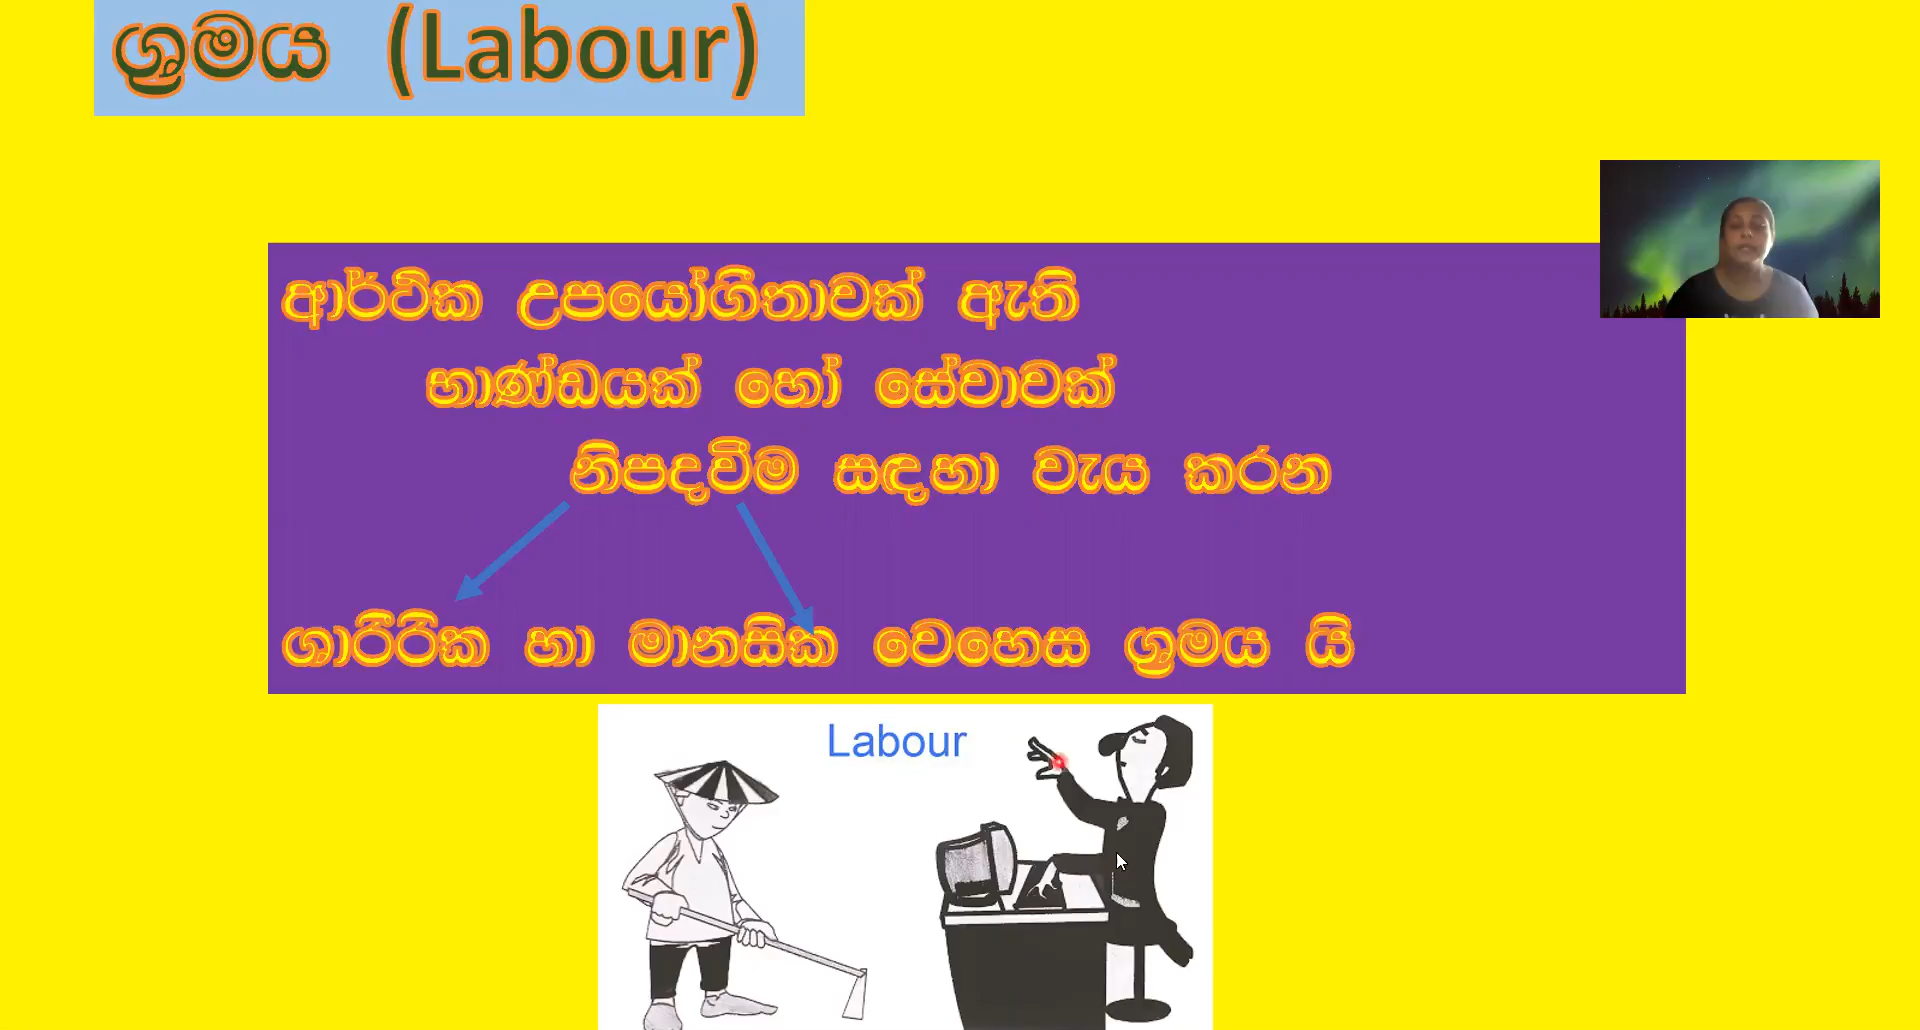 ශ්‍රමය (Labour)
ආර්ථික උපයෝගිතාවක් ඇති
භාණ්ඩයක් හෝ සේවාවක්
නිපදවීම සඳහා වැය කරන
ශාරීරික හා මානසික වෙහෙස ශ්‍රමය යි
Labour